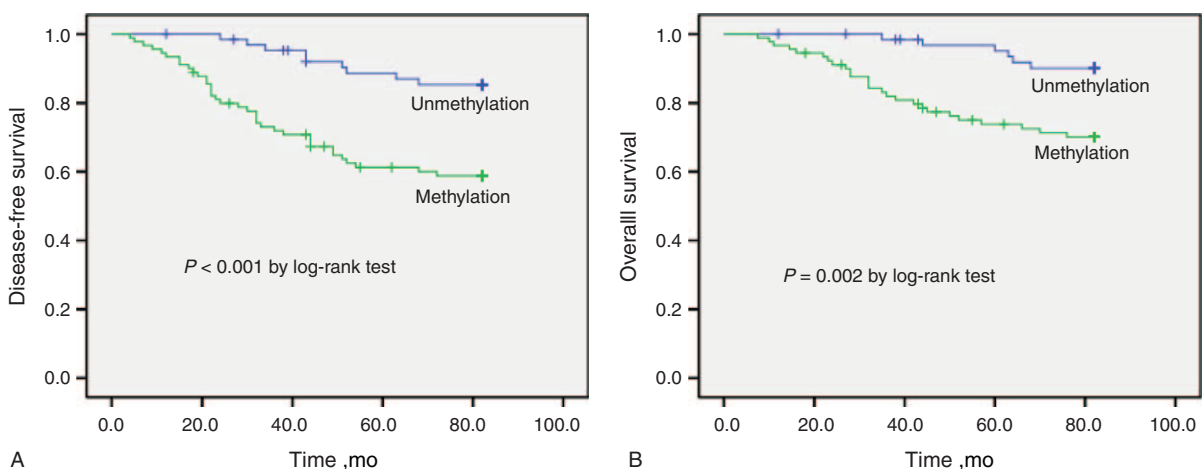 1.0
0.8
0.6
0.4
0.2
0.0
Disease-free survival
Unmethylation
Methylation
P < 0.001 by log-rank test
0.0 20.0 40.0 60.0 80.0 100.0
A
Time ,mo
1.0
0.8
0.6
0.4
0.2
0.0
Overalll survival
Unmethylation
Methylation
P = 0.002 by log-rank test
0.0 20.0 40.0 60.0 80.0 100.0
B
Time ,mo